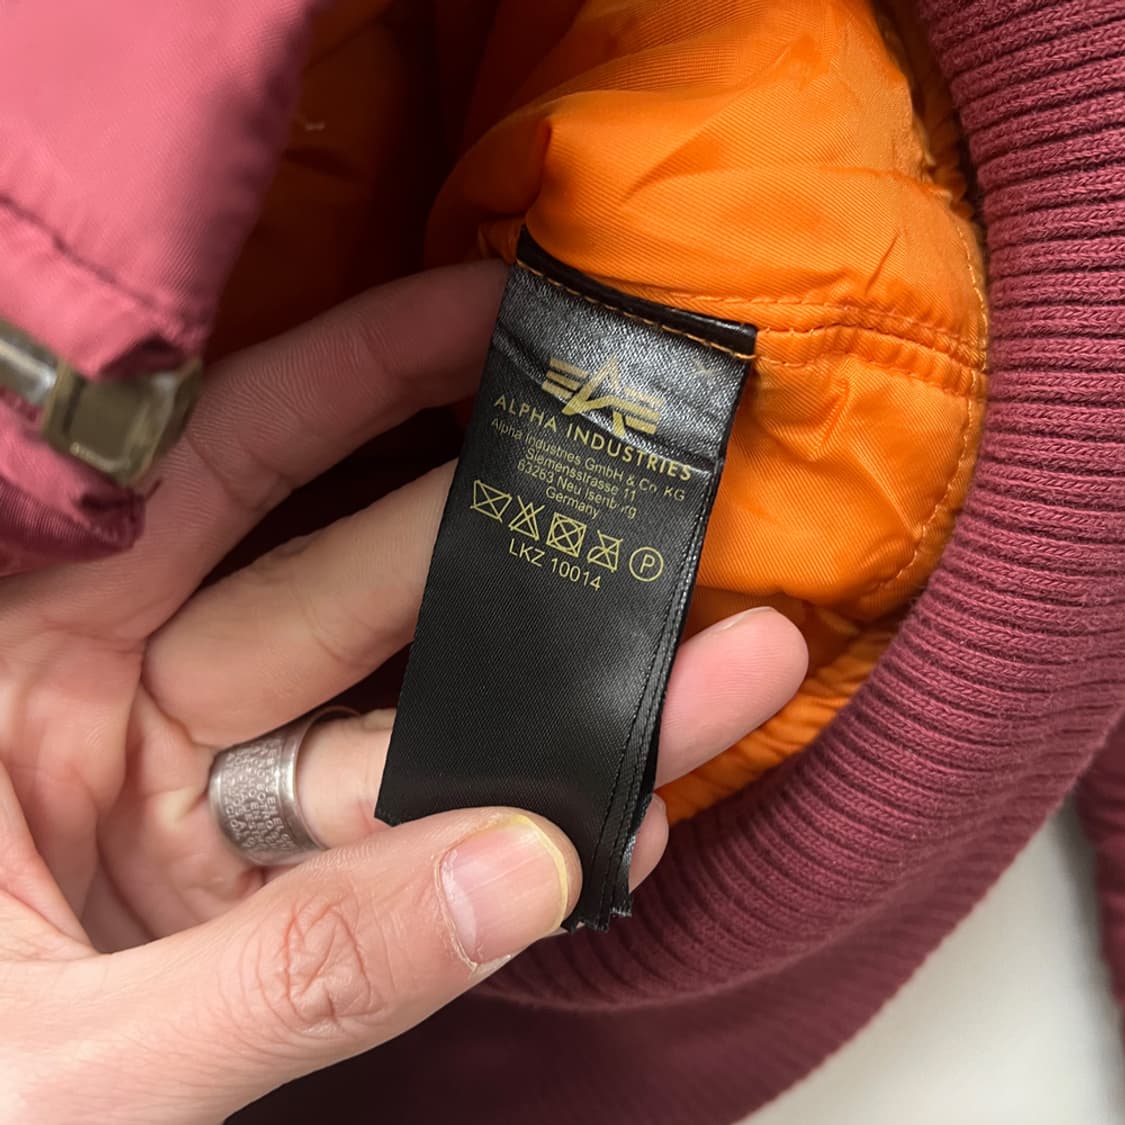 ALPHA INDUSTRIES
Alpha Industries GmbH & Co. KG
Siemensstrasse 11
63263 Neu Isenburg
Germany
P
LKZ 10014